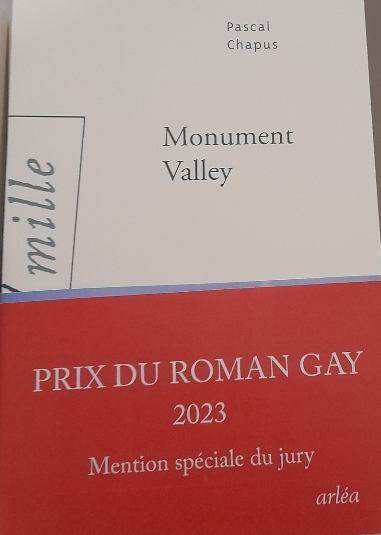 Pascal
Chapus
Monument
Valley
mille
PRIX DU ROMAN GAY
2023
Mention spéciale du jury
arléa